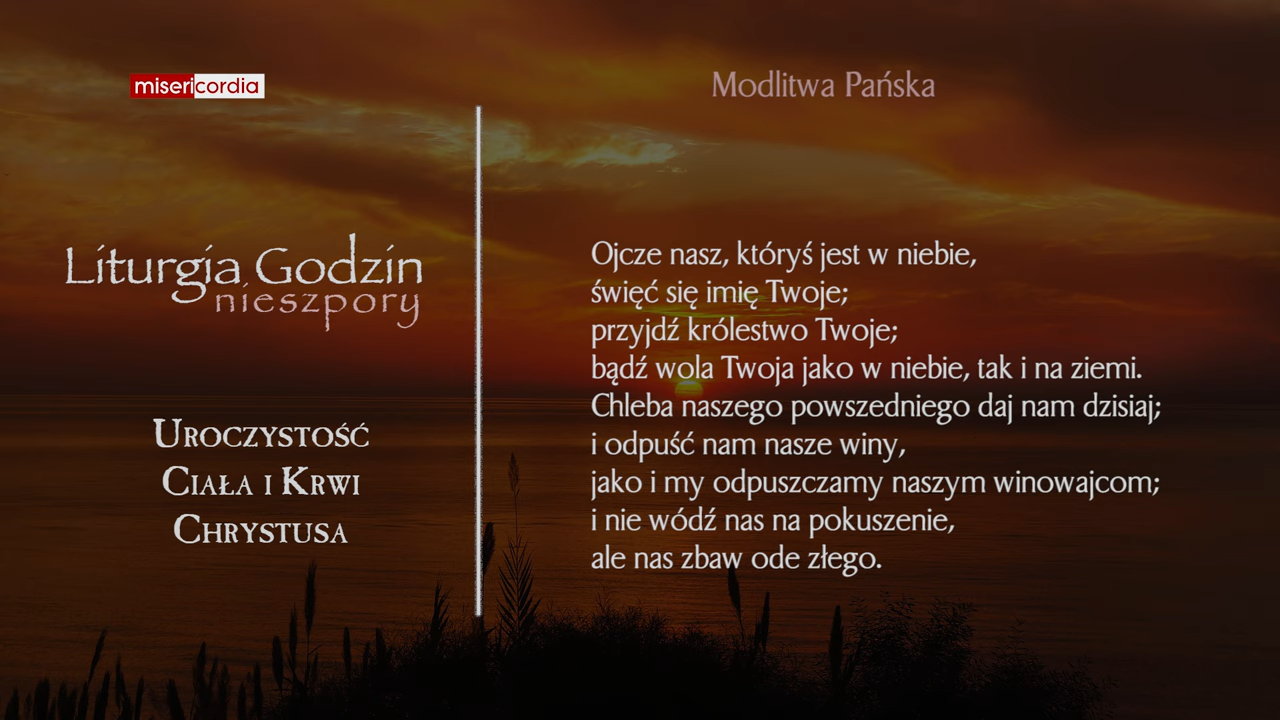 misericordia
Liturgia Godzin
nieszpory
Uroczystość
Ciała i Krwi
Chrystusa
Modlitwa Pańska
Ojcze nasz, któryś jest w niebie,
święć się imię Twoje;
przyjdź królestwo Twoje;
bądź wola Twoja jako w niebie, tak i na ziemi.
Chleba naszego powszedniego daj nam dzisiaj;
i odpuść nam nasze winy,
jako i my odpuszczamy naszym winowajcom;
i nie wódź nas na pokuszenie,
ale nas zbaw ode złego.